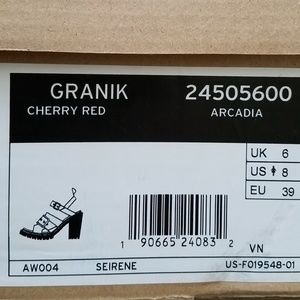 GRANIK 24505600
CHERRY RED ARCADIA
UK 6
US 8
EU 39
1 90665 24083 2
VN
AW004 SEIRENE US-F019548-01